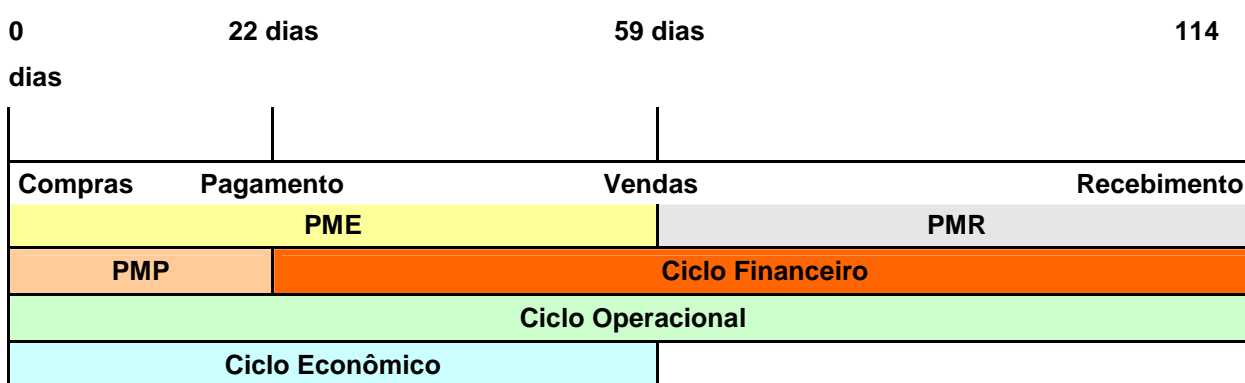 0 22 dias 59 dias 114
dias
Compras Pagamento Vendas Recebimento
PME PMR
PMP Ciclo Financeiro
Ciclo Operacional
Ciclo Econômico